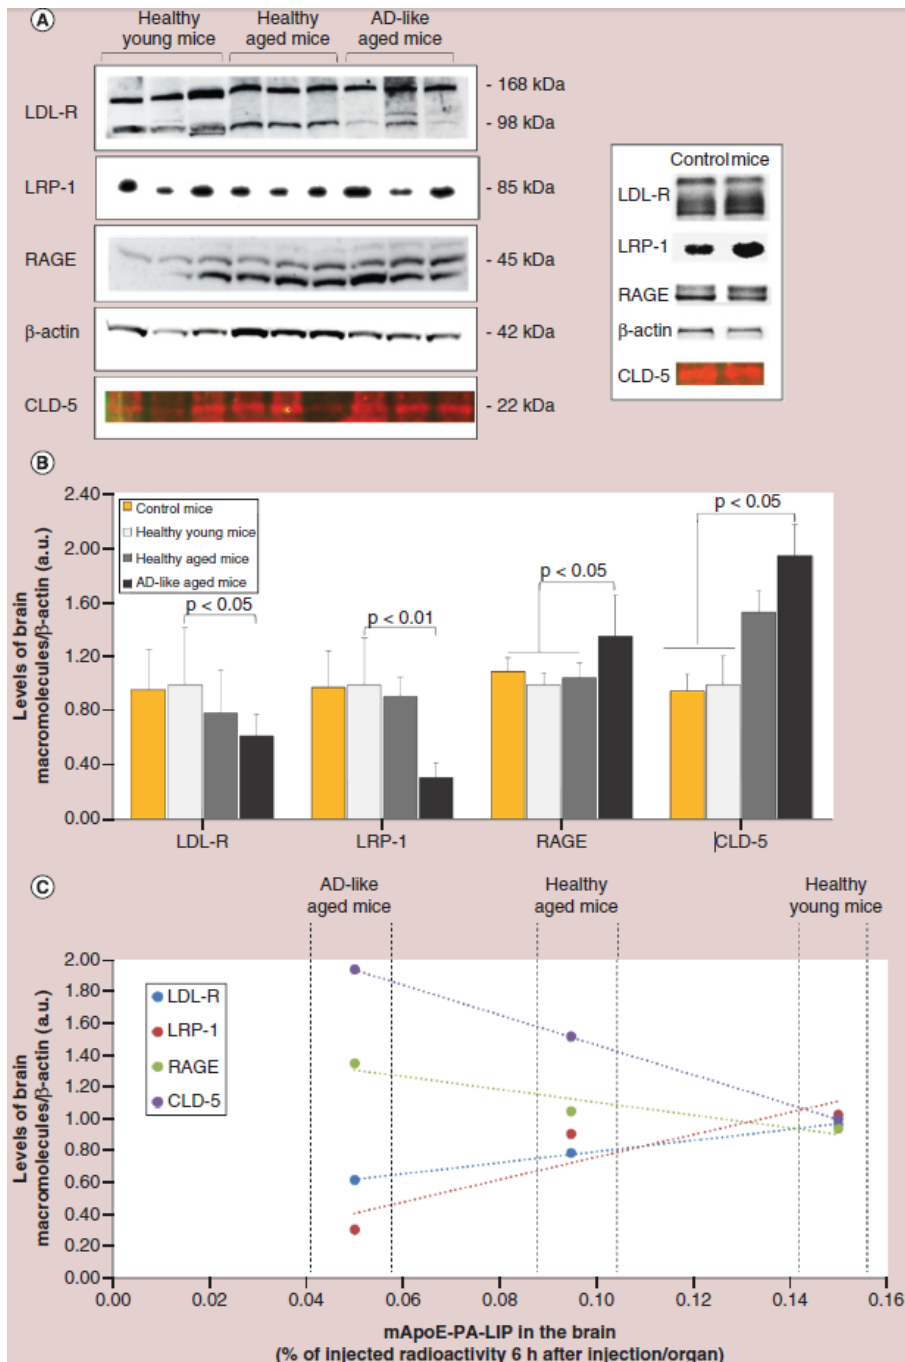 A
Healthy
young mice
Healthy
aged mice
AD-like
aged mice
LDL-R
- 168 kDa
- 98 kDa
LRP-1
- 85 kDa
RAGE
- 45 kDa
β-actin
- 42 kDa
CLD-5
- 22 kDa
Control mice
LDL-R
LRP-1
RAGE
β-actin
CLD-5
B
Levels of brain
macromolecules/β-actin (a.u.)
2.40
2.00
1.60
1.20
0.80
0.40
0.00
Control mice
Healthy young mice
Healthy aged mice
AD-like aged mice
p < 0.05
p < 0.01
p < 0.05
p < 0.05
LDL-R
LRP-1
RAGE
CLD-5
C
AD-like
aged mice
Healthy
aged mice
Healthy
young mice
Levels of brain
macromolecules/β-actin (a.u.)
2.00
1.80
1.60
1.40
1.20
1.00
0.80
0.60
0.40
0.20
0.00
LDL-R
LRP-1
RAGE
CLD-5
0.00
0.02
0.04
0.06
0.08
0.10
0.12
0.14
0.16
mApoE-PA-LIP in the brain
(% of injected radioactivity 6 h after injection/organ)